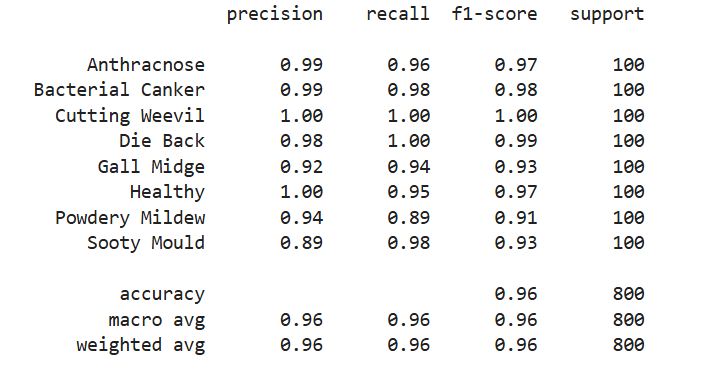 precision recall f1-score support
Anthracnose 0.99 0.96 0.97 100
Bacterial Canker 0.99 0.98 0.98 100
Cutting Weevil 1.00 1.00 1.00 100
Die Back 0.98 1.00 0.99 100
Gall Midge 0.92 0.94 0.93 100
Healthy 1.00 0.95 0.97 100
Powdery Mildew 0.94 0.89 0.91 100
Sooty Mould 0.89 0.98 0.93 100
accuracy 0.96 800
macro avg 0.96 0.96 0.96 800
weighted avg 0.96 0.96 0.96 800